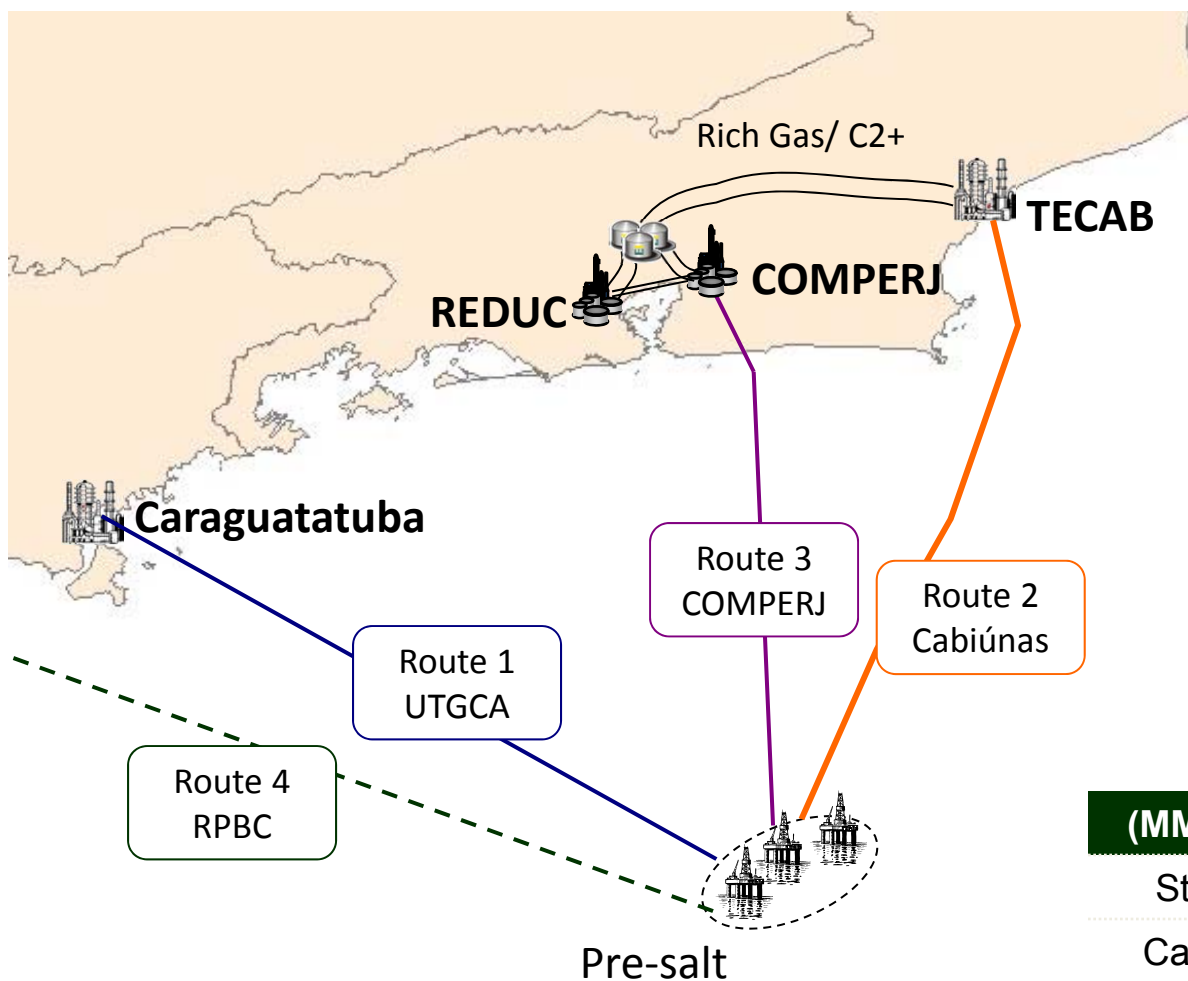 Rich Gas/ C2+
TECAB
COMPERJ
REDUC
Caraguatatuba
Route 3
COMPERJ
Route 2
Cabiúnas
Route 1
UTGCA
Route 4
RPBC
Pre-salt